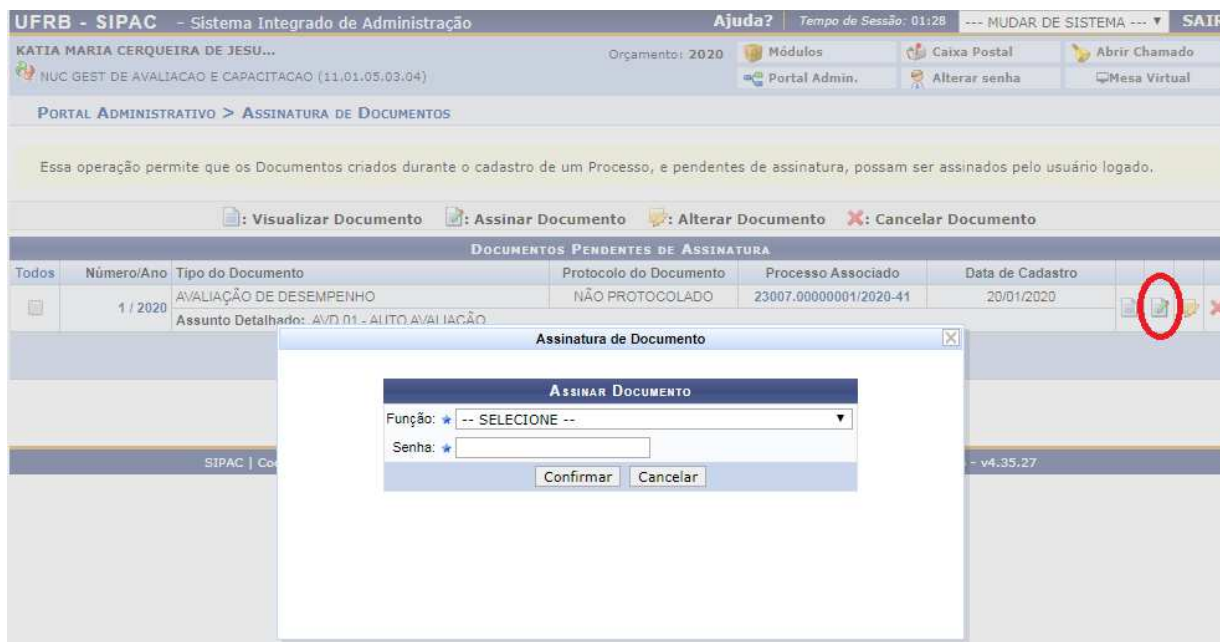 UFRB - SIPAC - Sistema Integrado de Administração Ajuda? Tempo de Sessão: 01:28 --- MUDAR DE SISTEMA --- SAIR
KATIA MARIA CERQUEIRA DE JESU... Orçamento: 2020 Módulos Caixa Postal Abrir Chamado
NUC GEST DE AVALIACAO E CAPACITACAO (11.01.05.03.04) Portal Admin. Alterar senha Mesa Virtual
PORTAL ADMINISTRATIVO > ASSINATURA DE DOCUMENTOS
Essa operação permite que os Documentos criados durante o cadastro de um Processo, e pendentes de assinatura, possam ser assinados pelo usuário logado.
: Visualizar Documento : Assinar Documento : Alterar Documento : Cancelar Documento
DOCUMENTOS PENDENTES DE ASSINATURA
Todos Número/Ano Tipo do Documento Protocolo do Documento Processo Associado Data de Cadastro
1 / 2020 AVALIAÇÃO DE DESEMPENHO NÃO PROTOCOLADO 23007.00000001/2020-41 20/01/2020
Assunto Detalhado: AVD 01 - AUTO AVALIAÇÃO
Assinatura de Documento
ASSINAR DOCUMENTO
Função: -- SELECIONE --
Senha:
Confirmar Cancelar
SIPAC | - v4.35.27